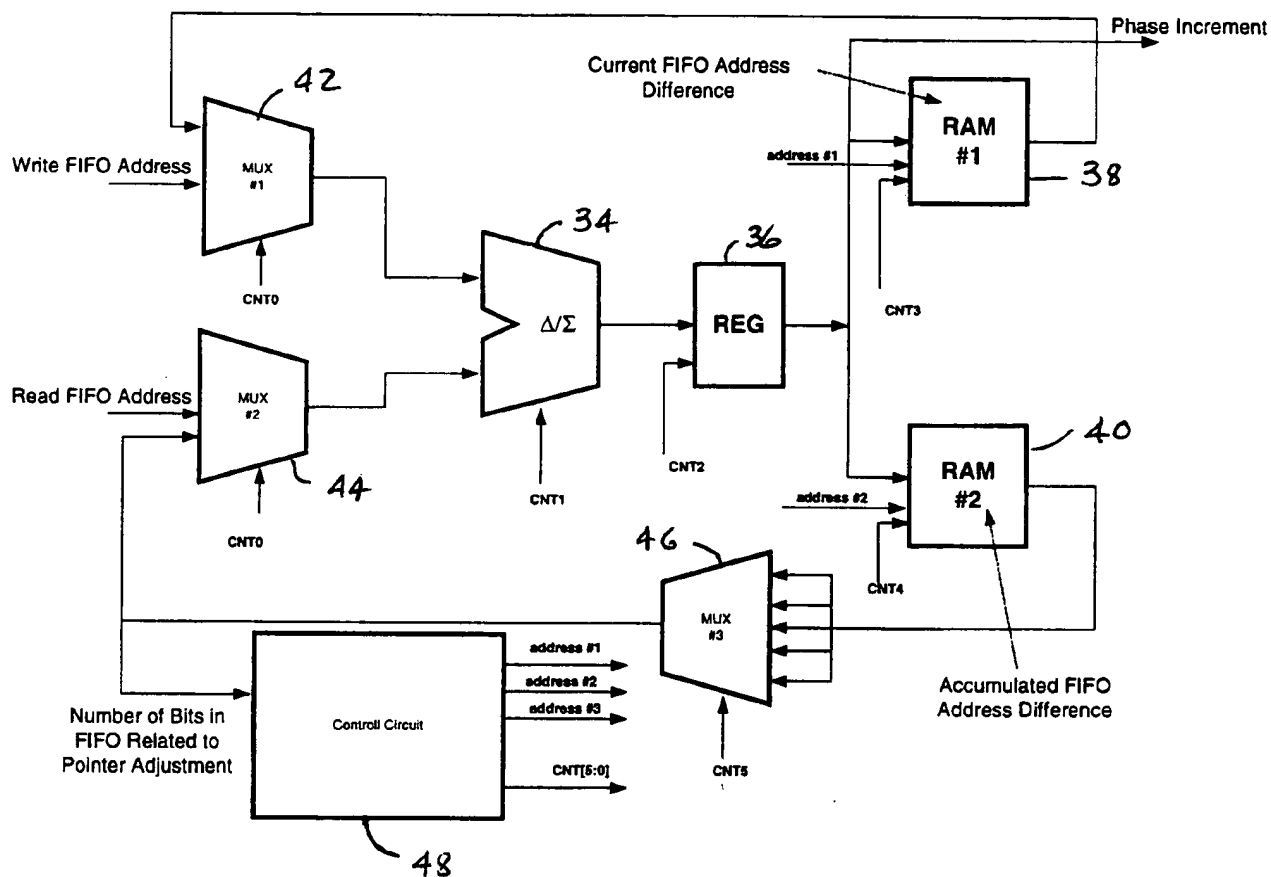 Phase Increment
Current FIFO Address
Difference
42
RAM
#1
MUX
#1
Write FIFO Address
address #1
38
34
36
CNT0
CNT3
Δ/Σ
REG
Read FIFO Address
MUX
#2
40
CNT2
RAM
#2
44
CNT1
address #2
CNT0
46
CNT4
MUX
#3
address #1
address #2
address #3
Accumulated FIFO
Address Difference
Number of Bits in
FIFO Related to
Pointer Adjustment
Controll Circuit
CNT[5:0]
CNT5
48